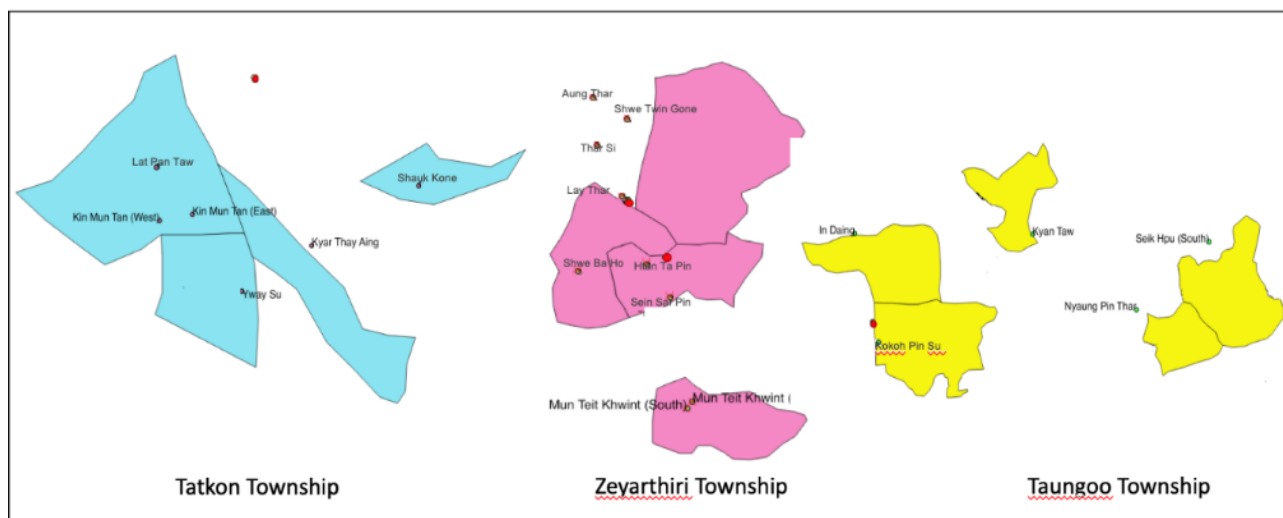 Lat Pan Taw
Kin Mun Tan (West)
Kin Mun Tan (East)
Shauk Kone
Kyar Thay Aing
Yway Su
Tatkon Township
Aung Thar
Shwe Twin Gone
Thar Si
Lay Thar
Shwe Ba Ho
Htan Ta Pin
Sein Sar Pin
Mun Teit Khwint (South)
Mun Teit Khwint (
Zeyarthiri Township
In Daing
Kyan Taw
Seik Hpu (South)
Nyaung Pin Thar
Kokoh Pin Su
Taungoo Township